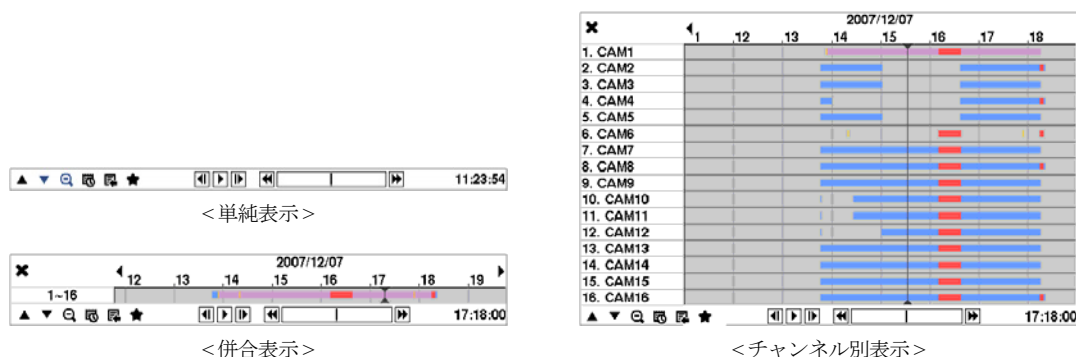 11:23:54
<単純表示>
2007/12/07
12 13 14 15 16 17 18 19
1~16
17:18:00
<併合表示>
2007/12/07
1 12 13 14 15 16 17 18
1. CAM1
2. CAM2
3. CAM3
4. CAM4
5. CAM5
6. CAM6
7. CAM7
8. CAM8
9. CAM9
10. CAM10
11. CAM11
12. CAM12
13. CAM13
14. CAM14
15. CAM15
16. CAM16
17:18:00
<チャンネル別表示>